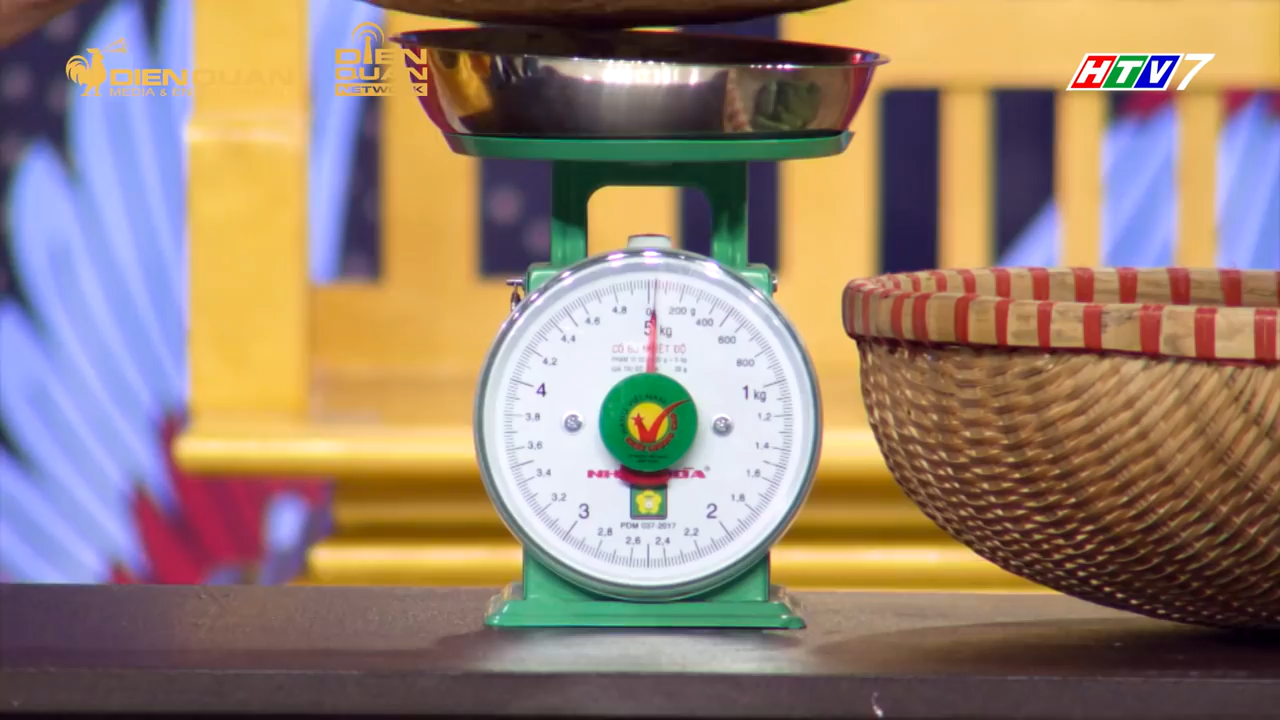 DIEN QUAN
MEDIA & EN
DIEN
QUAN
NETWORK
HTV7
0
5 kg
200 g
400
600
800
1 kg
1,2
1,4
1,6
1,8
2
2,2
2,4
2,6
2,8
3
3,2
3,4
3,6
3,8
4
4,2
4,4
4,6
4,8
PDM 037-2017